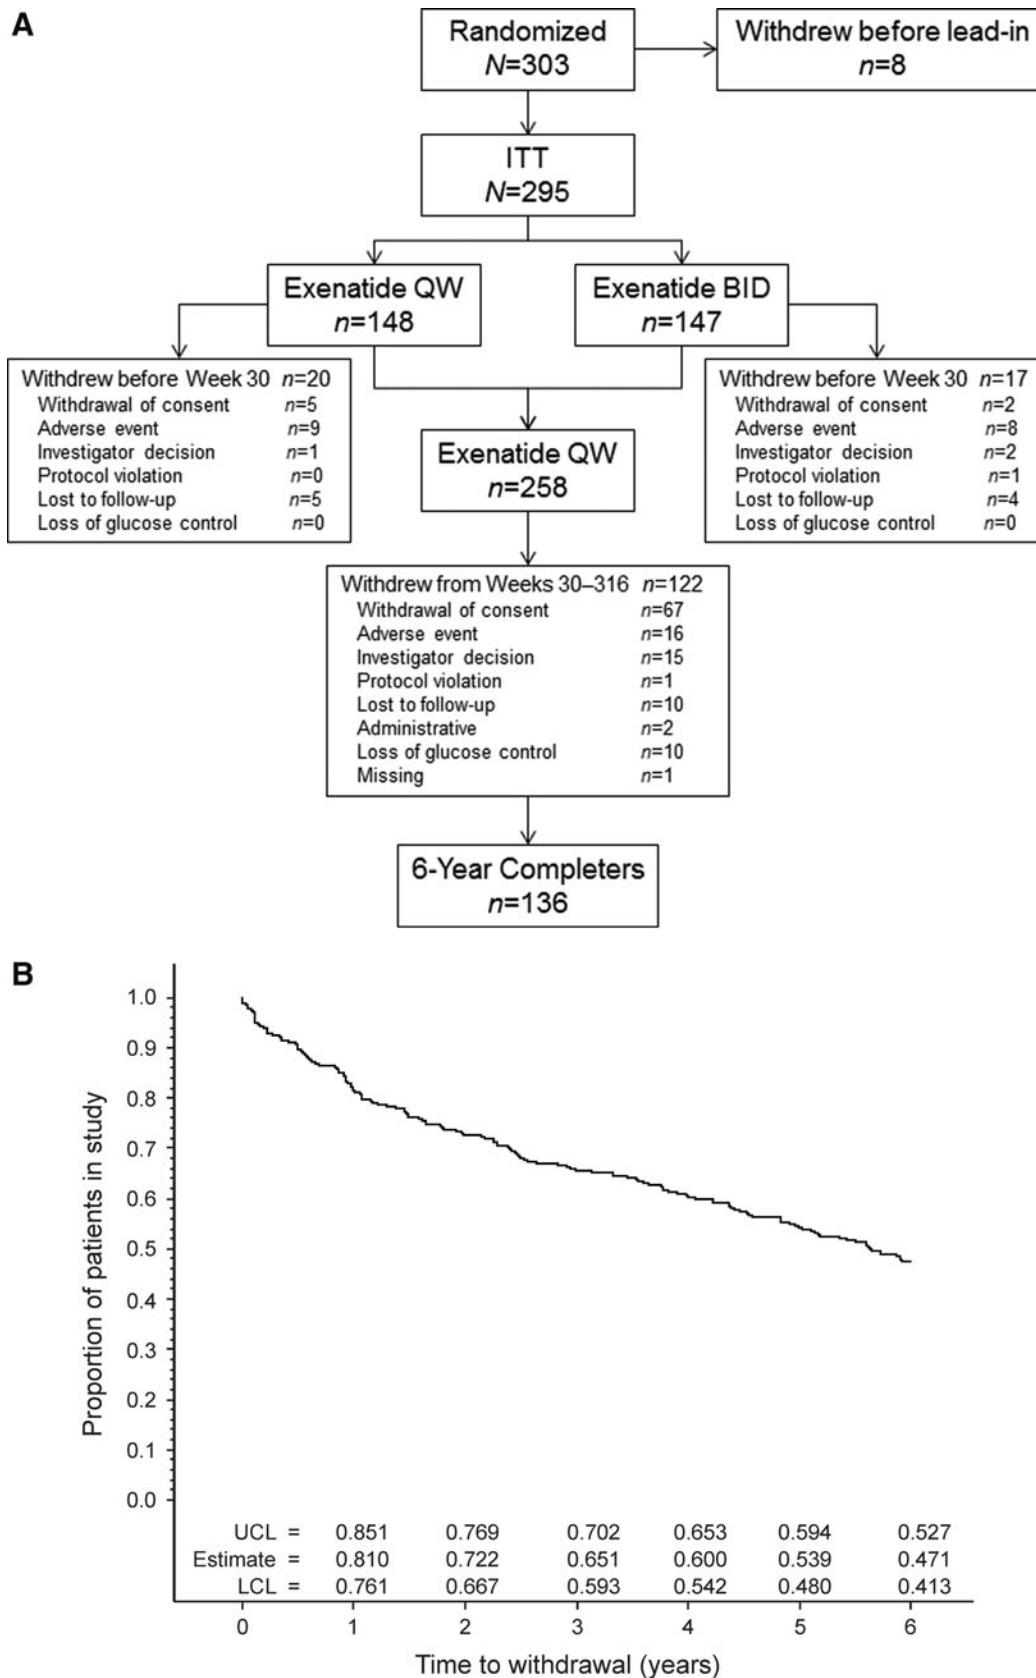 A
Randomized
N=303
Withdrew before lead-in
n=8
ITT
N=295
Exenatide QW
n=148
Exenatide BID
n=147
Withdrew before Week 30 n=20
Withdrawal of consent n=5
Adverse event n=9
Investigator decision n=1
Protocol violation n=0
Lost to follow-up n=5
Loss of glucose control n=0
Withdrew before Week 30 n=17
Withdrawal of consent n=2
Adverse event n=8
Investigator decision n=2
Protocol violation n=1
Lost to follow-up n=4
Loss of glucose control n=0
Exenatide QW
n=258
Withdrew from Weeks 30–316 n=122
Withdrawal of consent n=67
Adverse event n=16
Investigator decision n=15
Protocol violation n=1
Lost to follow-up n=10
Administrative n=2
Loss of glucose control n=10
Missing n=1
6-Year Completers
n=136
B
Proportion of patients in study
1.0
0.9
0.8
0.7
0.6
0.5
0.4
0.3
0.2
0.1
0.0
UCL = 0.851 0.769 0.702 0.653 0.594 0.527
Estimate = 0.810 0.722 0.651 0.600 0.539 0.471
LCL = 0.761 0.667 0.593 0.542 0.480 0.413
0 1 2 3 4 5 6
Time to withdrawal (years)